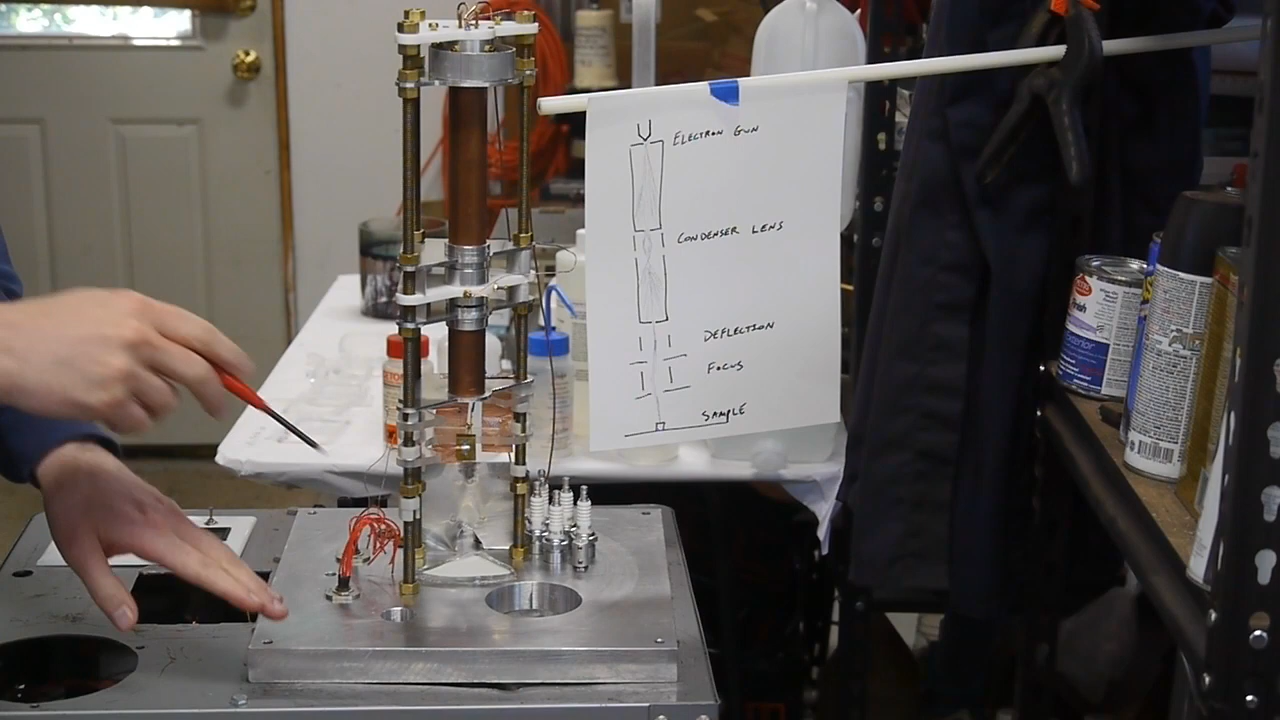 ELECTRON GUN
CONDENSER LENS
DEFLECTION
FOCUS
SAMPLE